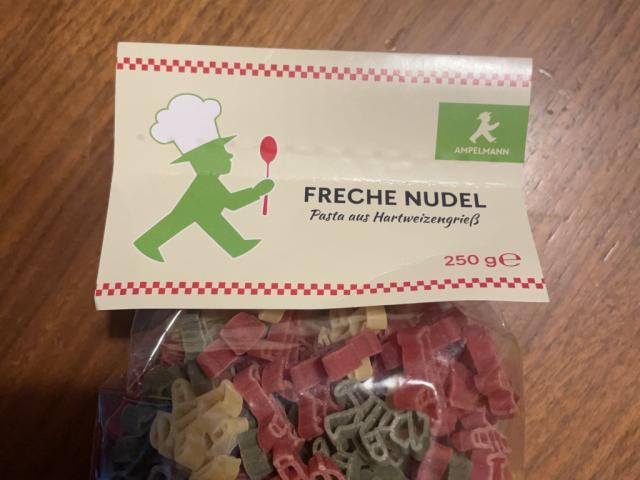 AMPELMANN
FRECHE NUDEL
Pasta aus Hartweizengrieß
250 g℮